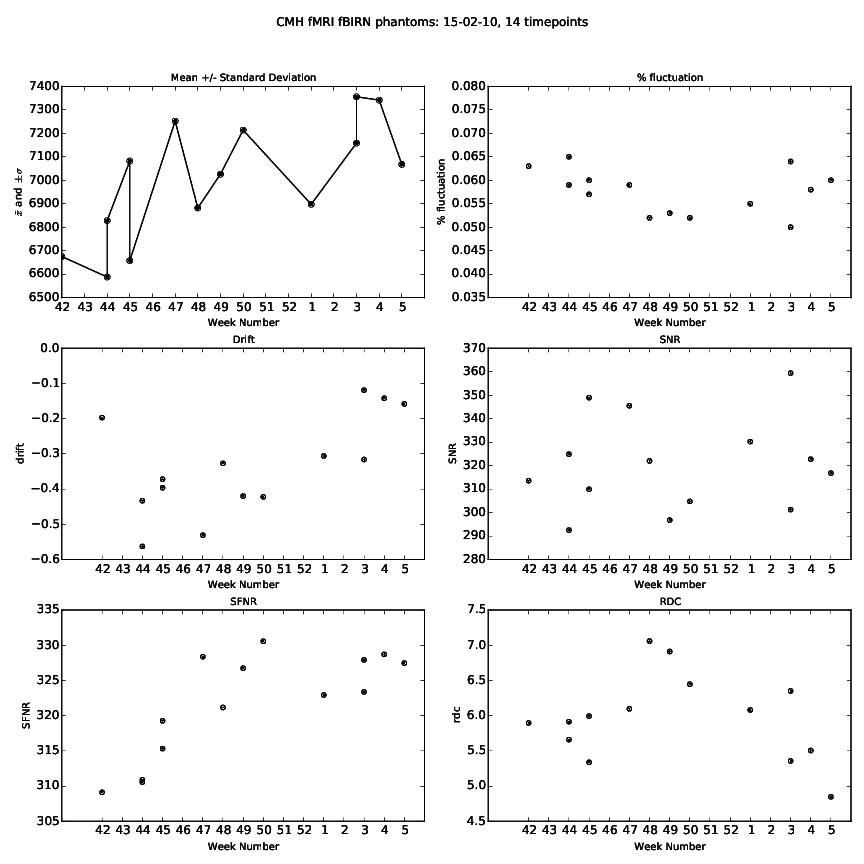 CMH fMRI fBIRN phantoms: 15-02-10, 14 timepoints
Mean +/- Standard Deviation
7400
7300
7200
7100
7000
6900
6800
6700
6600
6500
x̄ and ±σ
42 43 44 45 46 47 48 49 50 51 52 1 2 3 4 5
Week Number
% fluctuation
0.080
0.075
0.070
0.065
0.060
0.055
0.050
0.045
0.040
0.035
% fluctuation
42 43 44 45 46 47 48 49 50 51 52 1 2 3 4 5
Week Number
Drift
0.0
−0.1
−0.2
−0.3
−0.4
−0.5
−0.6
drift
42 43 44 45 46 47 48 49 50 51 52 1 2 3 4 5
Week Number
SNR
370
360
350
340
330
320
310
300
290
280
SNR
42 43 44 45 46 47 48 49 50 51 52 1 2 3 4 5
Week Number
SFNR
335
330
325
320
315
310
305
SFNR
42 43 44 45 46 47 48 49 50 51 52 1 2 3 4 5
Week Number
RDC
7.5
7.0
6.5
6.0
5.5
5.0
4.5
rdc
42 43 44 45 46 47 48 49 50 51 52 1 2 3 4 5
Week Number